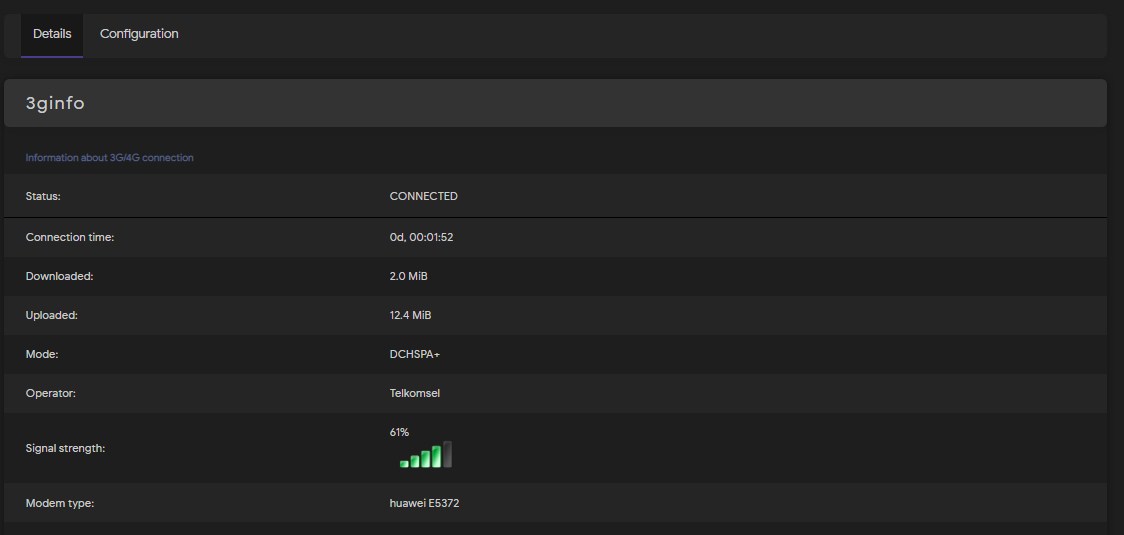 Details Configuration
3ginfo
Information about 3G/4G connection
Status: CONNECTED
Connection time: 0d, 00:01:52
Downloaded: 2.0 MiB
Uploaded: 12.4 MiB
Mode: DCHSPA+
Operator: Telkomsel
Signal strength: 61%
Modem type: huawei E5372